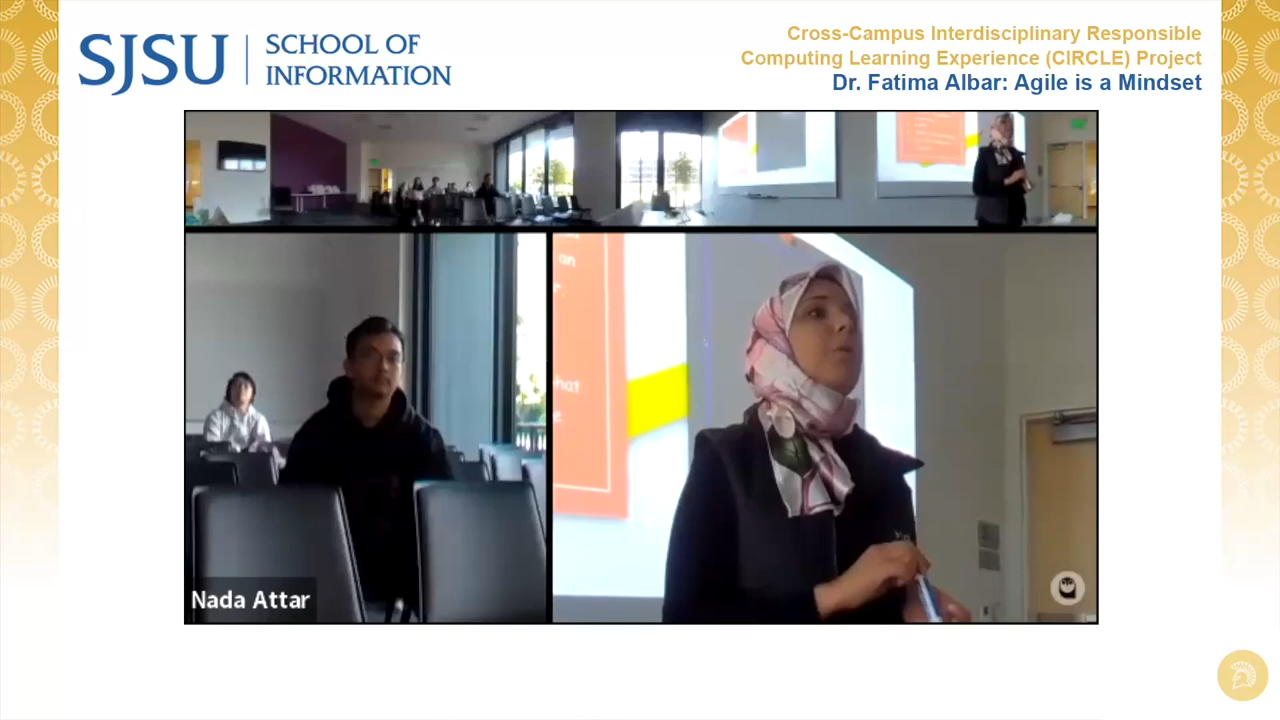 SJSU
SCHOOL OF
INFORMATION
Cross-Campus Interdisciplinary Responsible
Computing Learning Experience (CIRCLE) Project
Dr. Fatima Albar: Agile is a Mindset
an
Nada Attar